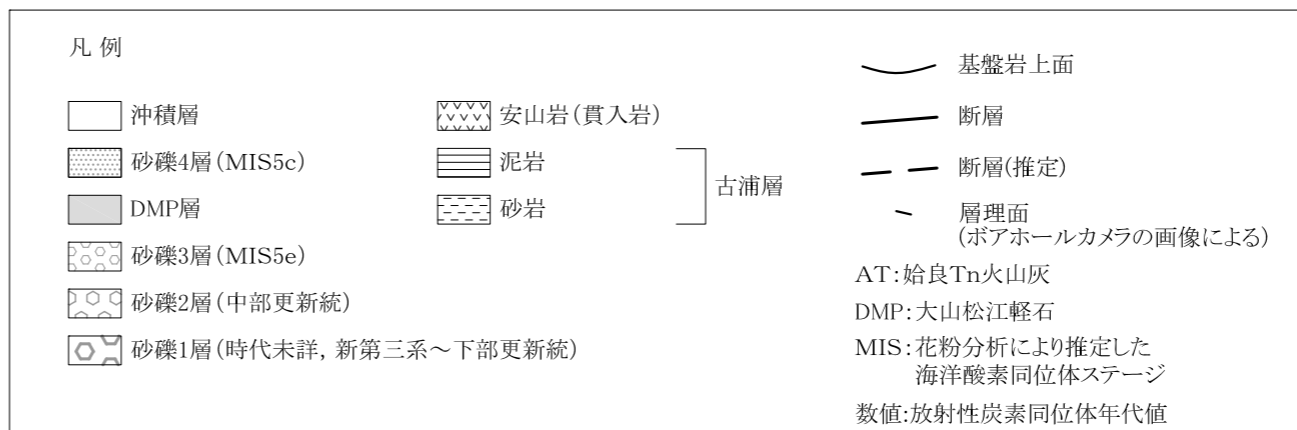 凡 例
沖積層
砂礫4層(MIS5c)
DMP層
砂礫3層(MIS5e)
砂礫2層(中部更新統)
砂礫1層(時代未詳, 新第三系～下部更新統)
安山岩(貫入岩)
泥岩
砂岩
古浦層
基盤岩上面
断層
断層(推定)
層理面
(ボアホールカメラの画像による)
AT:姶良Tn火山灰
DMP:大山松江軽石
MIS:花粉分析により推定した
海洋酸素同位体ステージ
数値:放射性炭素同位体年代値